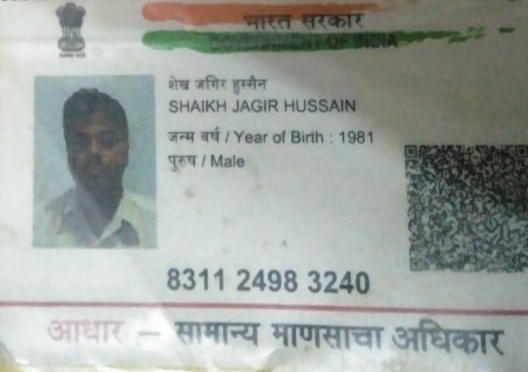 भारत सरकार
GOVERNMENT OF INDIA
शेख जगिर हुस्सैन
SHAIKH JAGIR HUSSAIN
जन्म वर्ष / Year of Birth : 1981
पुरुष / Male
8311 2498 3240
आधार — सामान्य माणसाचा अधिकार